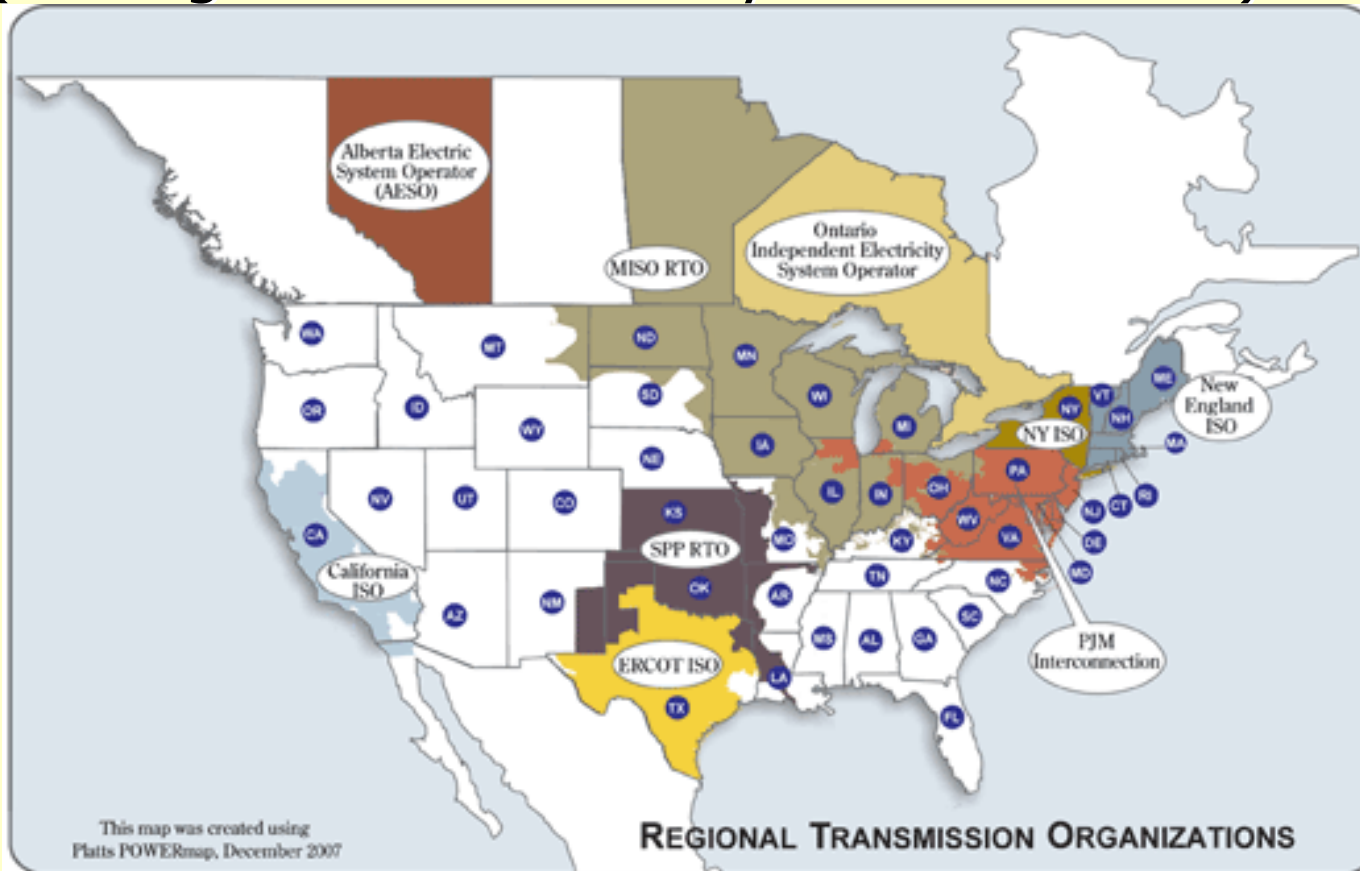 Alberta Electric
System Operator
(AESO)
MISO RTO
Ontario
Independent Electricity
System Operator
WA
MT
ND
MN
OR
ID
SD
WI
MI
NY
VT
ME
NH
New
England
ISO
NY ISO
MA
WY
IA
NE
NV
UT
CO
KS
IL
IN
OH
PA
WV
VA
NJ
CT
RI
DE
MD
CA
California
ISO
SPP RTO
MO
KY
AZ
NM
OK
AR
TN
NC
SC
MS
AL
GA
ERCOT ISO
TX
LA
FL
PJM
Interconnection
This map was created using
Platts POWERmap, December 2007
REGIONAL TRANSMISSION ORGANIZATIONS